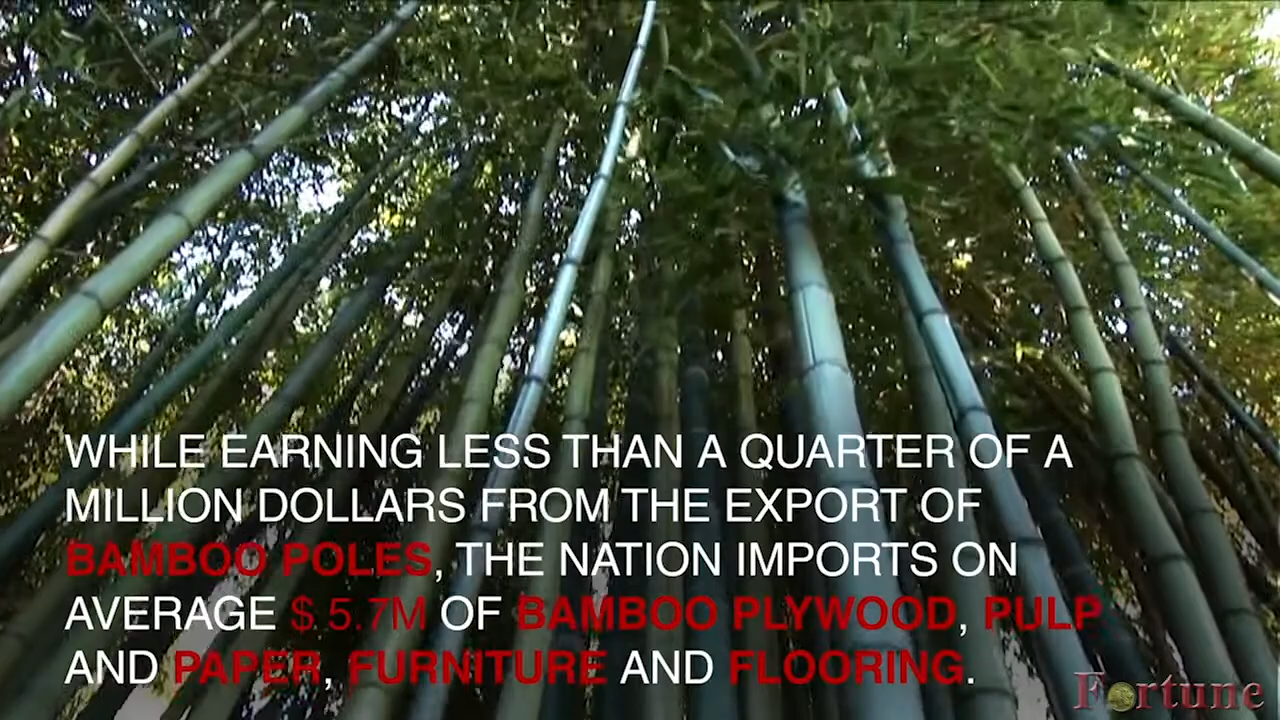 WHILE EARNING LESS THAN A QUARTER OF A
MILLION DOLLARS FROM THE EXPORT OF
BAMBOO POLES, THE NATION IMPORTS ON
AVERAGE $ 5.7M OF BAMBOO PLYWOOD, PULP
AND PAPER, FURNITURE AND FLOORING.
Fortune